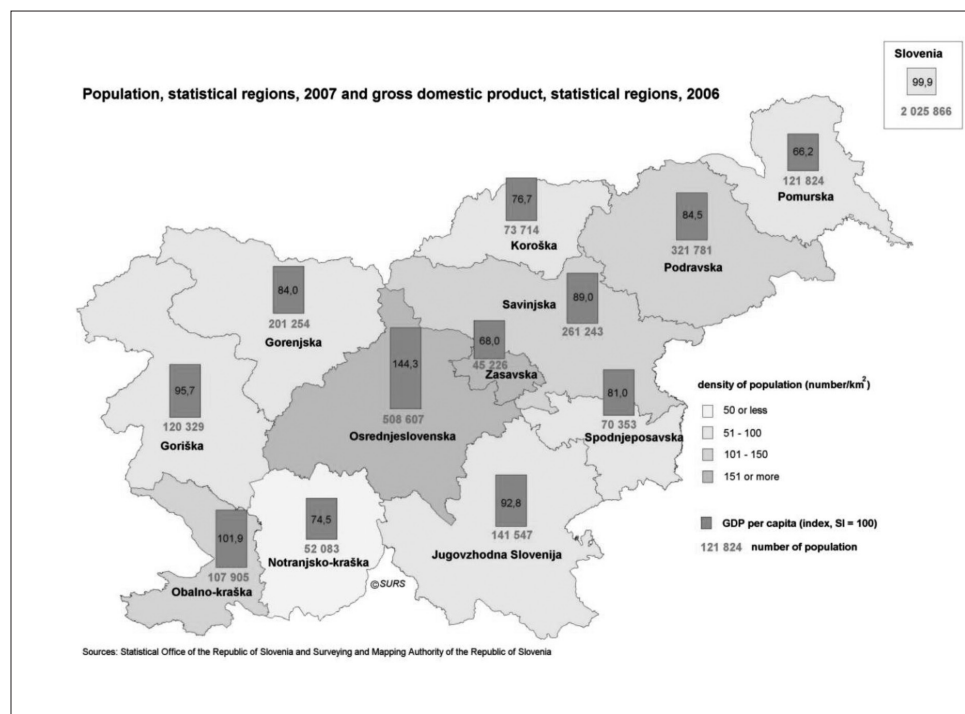 Slovenia
99,9
2 025 866
Population, statistical regions, 2007 and gross domestic product, statistical regions, 2006
66,2
121 824
Pomurska
76,7
73 714
Koroška
84,5
321 781
Podravska
84,0
201 254
Gorenjska
Savinjska
89,0
261 243
144,3
508 607
Osrednjeslovenska
68,0
45 226
Zasavska
95,7
120 329
Goriška
81,0
70 353
Spodnjeposavska
density of population (number/km²)
50 or less
51 - 100
101 - 150
151 or more
101,9
107 905
Obalno-kraška
74,5
52 083
Notranjsko-kraška
92,8
141 547
Jugovzhodna Slovenija
GDP per capita (index, SI = 100)
121 824 number of population
©SURS
Sources: Statistical Office of the Republic of Slovenia and Surveying and Mapping Authority of the Republic of Slovenia